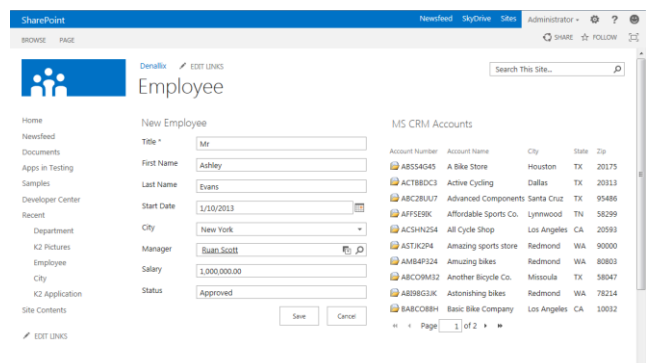 SharePoint
Newsfeed SkyDrive Sites Administrator ?
BROWSE PAGE
SHARE FOLLOW
Denallix EDIT LINKS
Search This Site...
Employee
Home
Newsfeed
Documents
Apps in Testing
Samples
Developer Center
Recent
Department
K2 Pictures
Employee
City
K2 Application
Site Contents
EDIT LINKS
New Employee
Title * Mr
First Name Ashley
Last Name Evans
Start Date 1/10/2013
City New York
Manager Ruan Scott
Salary 1,000,000.00
Status Approved
Save Cancel
MS CRM Accounts
Account Number Account Name City State Zip
ABSS4G45 A Bike Store Houston TX 20175
ACTBBDC3 Active Cycling Dallas TX 20313
ABC28UU7 Advanced Components Santa Cruz TX 95486
AFFSE9IK Affordable Sports Co. Lynnwood TN 58299
ACSHN2S4 All Cycle Shop Los Angeles CA 20593
ASTJK2P4 Amazing sports store Redmond WA 90000
AMB4P324 Amuzing bikes Redmond WA 80803
ABCO9M32 Another Bicycle Co. Missoula TX 58047
ABI98G3JK Astonishing bikes Redmond WA 78214
BABCO88H Basic Bike Company Los Angeles CA 10032
Page 1 of 2